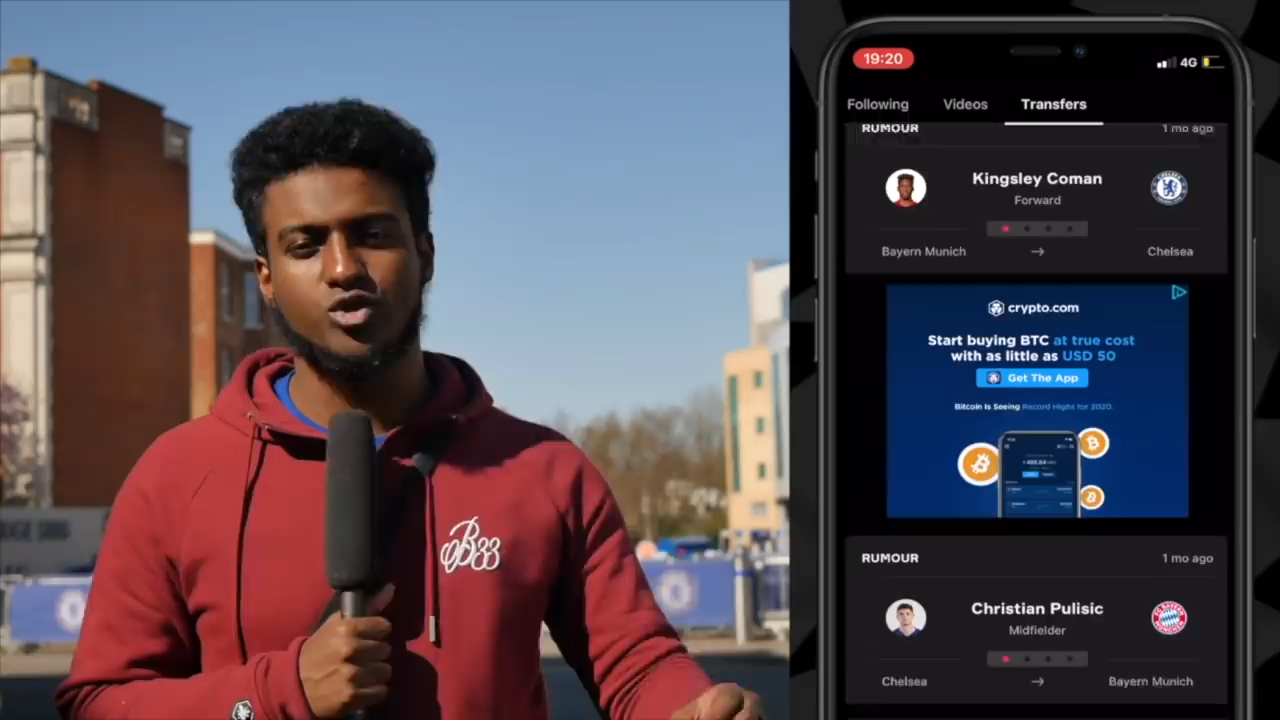 B33
19:20
4G
Following
Videos
Transfers
RUMOUR
1 mo ago
Kingsley Coman
Forward
Bayern Munich
→
Chelsea
crypto.com
Start buying BTC at true cost
with as little as USD 50
Get The App
Bitcoin Is Seeing Record Highs for 2020.
RUMOUR
1 mo ago
Christian Pulisic
Midfielder
Chelsea
→
Bayern Munich